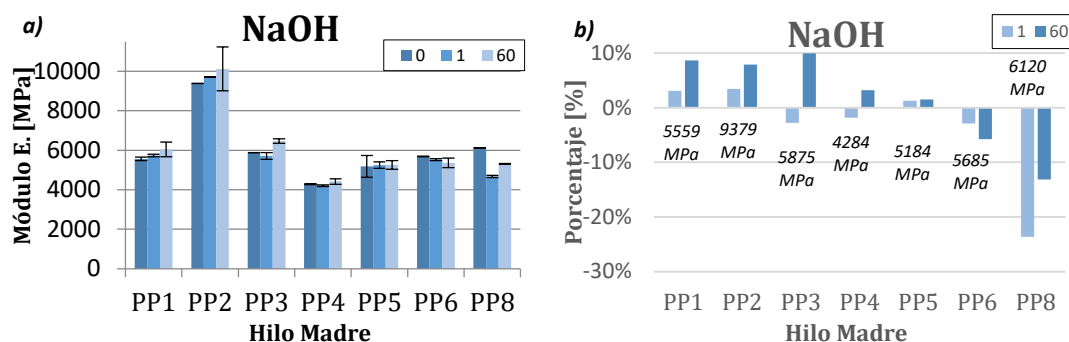 a)
NaOH
0 1 60
Módulo E. [MPa]
10000
8000
6000
4000
2000
0
PP1 PP2 PP3 PP4 PP5 PP6 PP8
Hilo Madre
b)
NaOH
1 60
Porcentaje [%]
10%
0%
-10%
-20%
-30%
5559
MPa
9379
MPa
5875
MPa
4284
MPa
5184
MPa
5685
MPa
6120
MPa
PP1 PP2 PP3 PP4 PP5 PP6 PP8
Hilo Madre